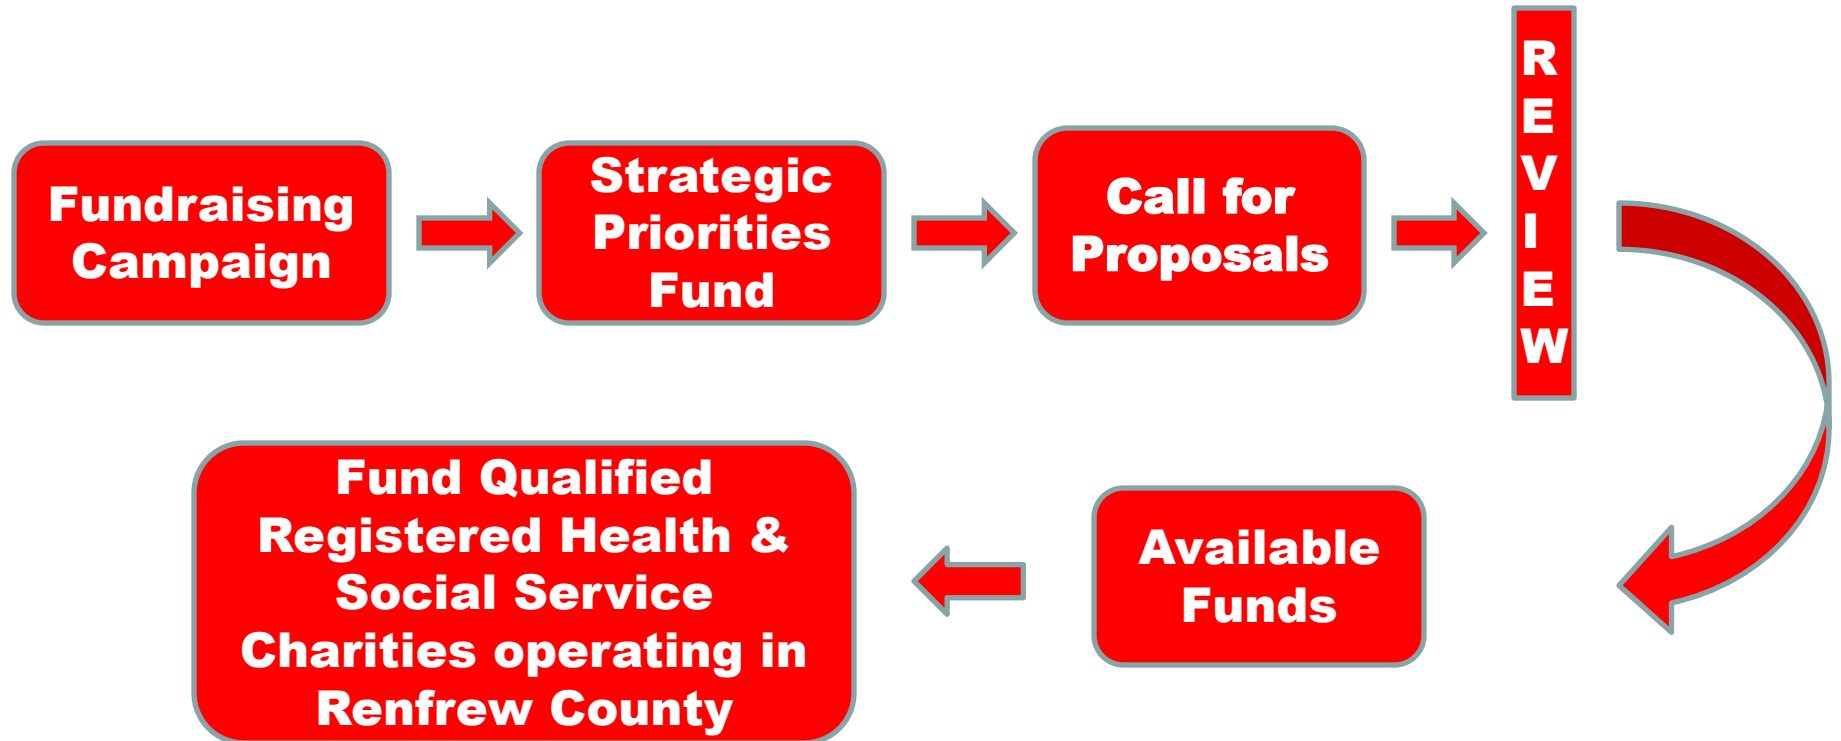 Fundraising
Campaign
Strategic
Priorities
Fund
Call for
Proposals
R
E
V
I
E
W
Available
Funds
Fund Qualified
Registered Health &
Social Service
Charities operating in
Renfrew County